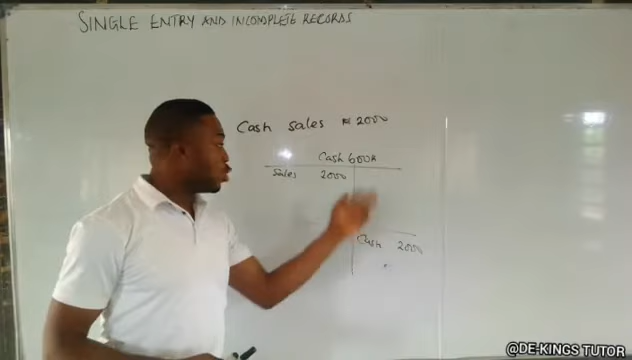 SINGLE ENTRY AND INCOMPLETE RECORDS
Cash sales ₦2000
Cash book
Sales 2000
Cash 2000
@DE-KINGS TUTOR